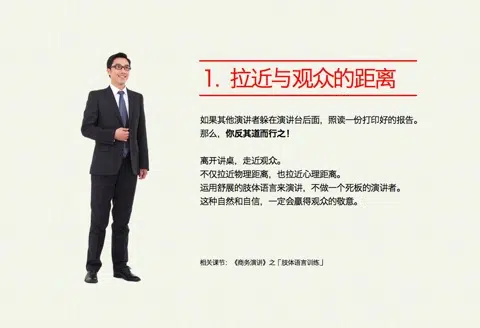 1. 拉近与观众的距离
如果其他演讲者躲在演讲台后面，照读一份打印好的报告。
那么，你反其道而行之！
离开讲桌，走近观众。
不仅拉近物理距离，也拉近心理距离。
运用舒展的肢体语言来演讲，不做一个死板的演讲者。
这种自然和自信，一定会赢得观众的敬意。
相关课节：《商务演讲》之「肢体语言训练」